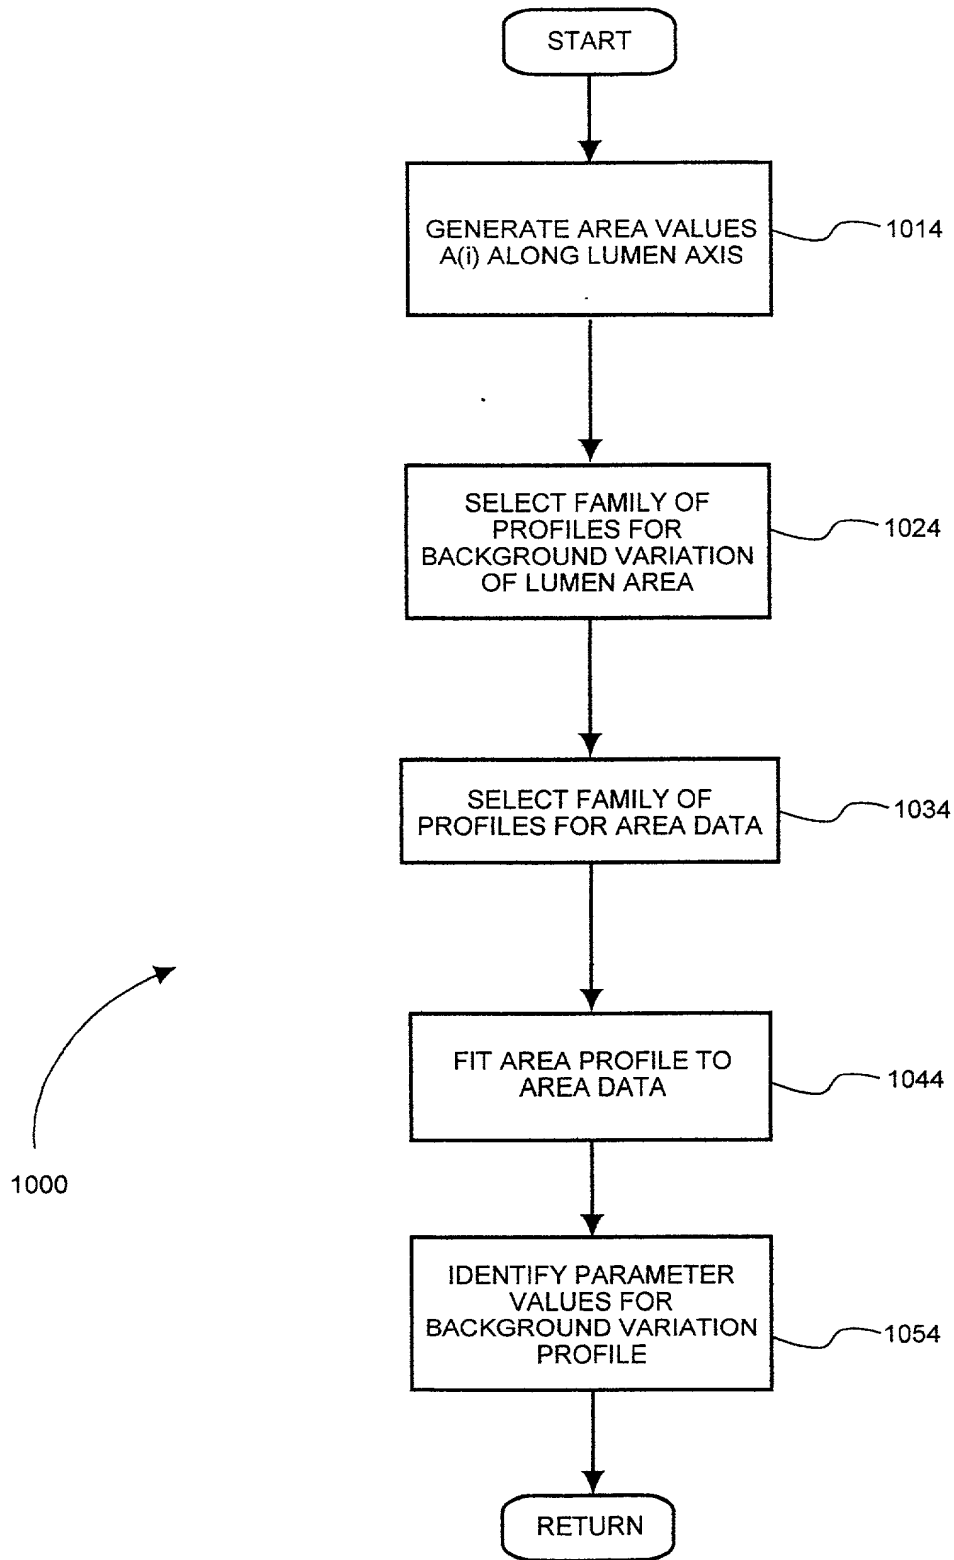 START
GENERATE AREA VALUES
A(i) ALONG LUMEN AXIS
1014
SELECT FAMILY OF
PROFILES FOR
BACKGROUND VARIATION
OF LUMEN AREA
1024
SELECT FAMILY OF
PROFILES FOR AREA DATA
1034
FIT AREA PROFILE TO
AREA DATA
1044
1000
IDENTIFY PARAMETER
VALUES FOR
BACKGROUND VARIATION
PROFILE
1054
RETURN